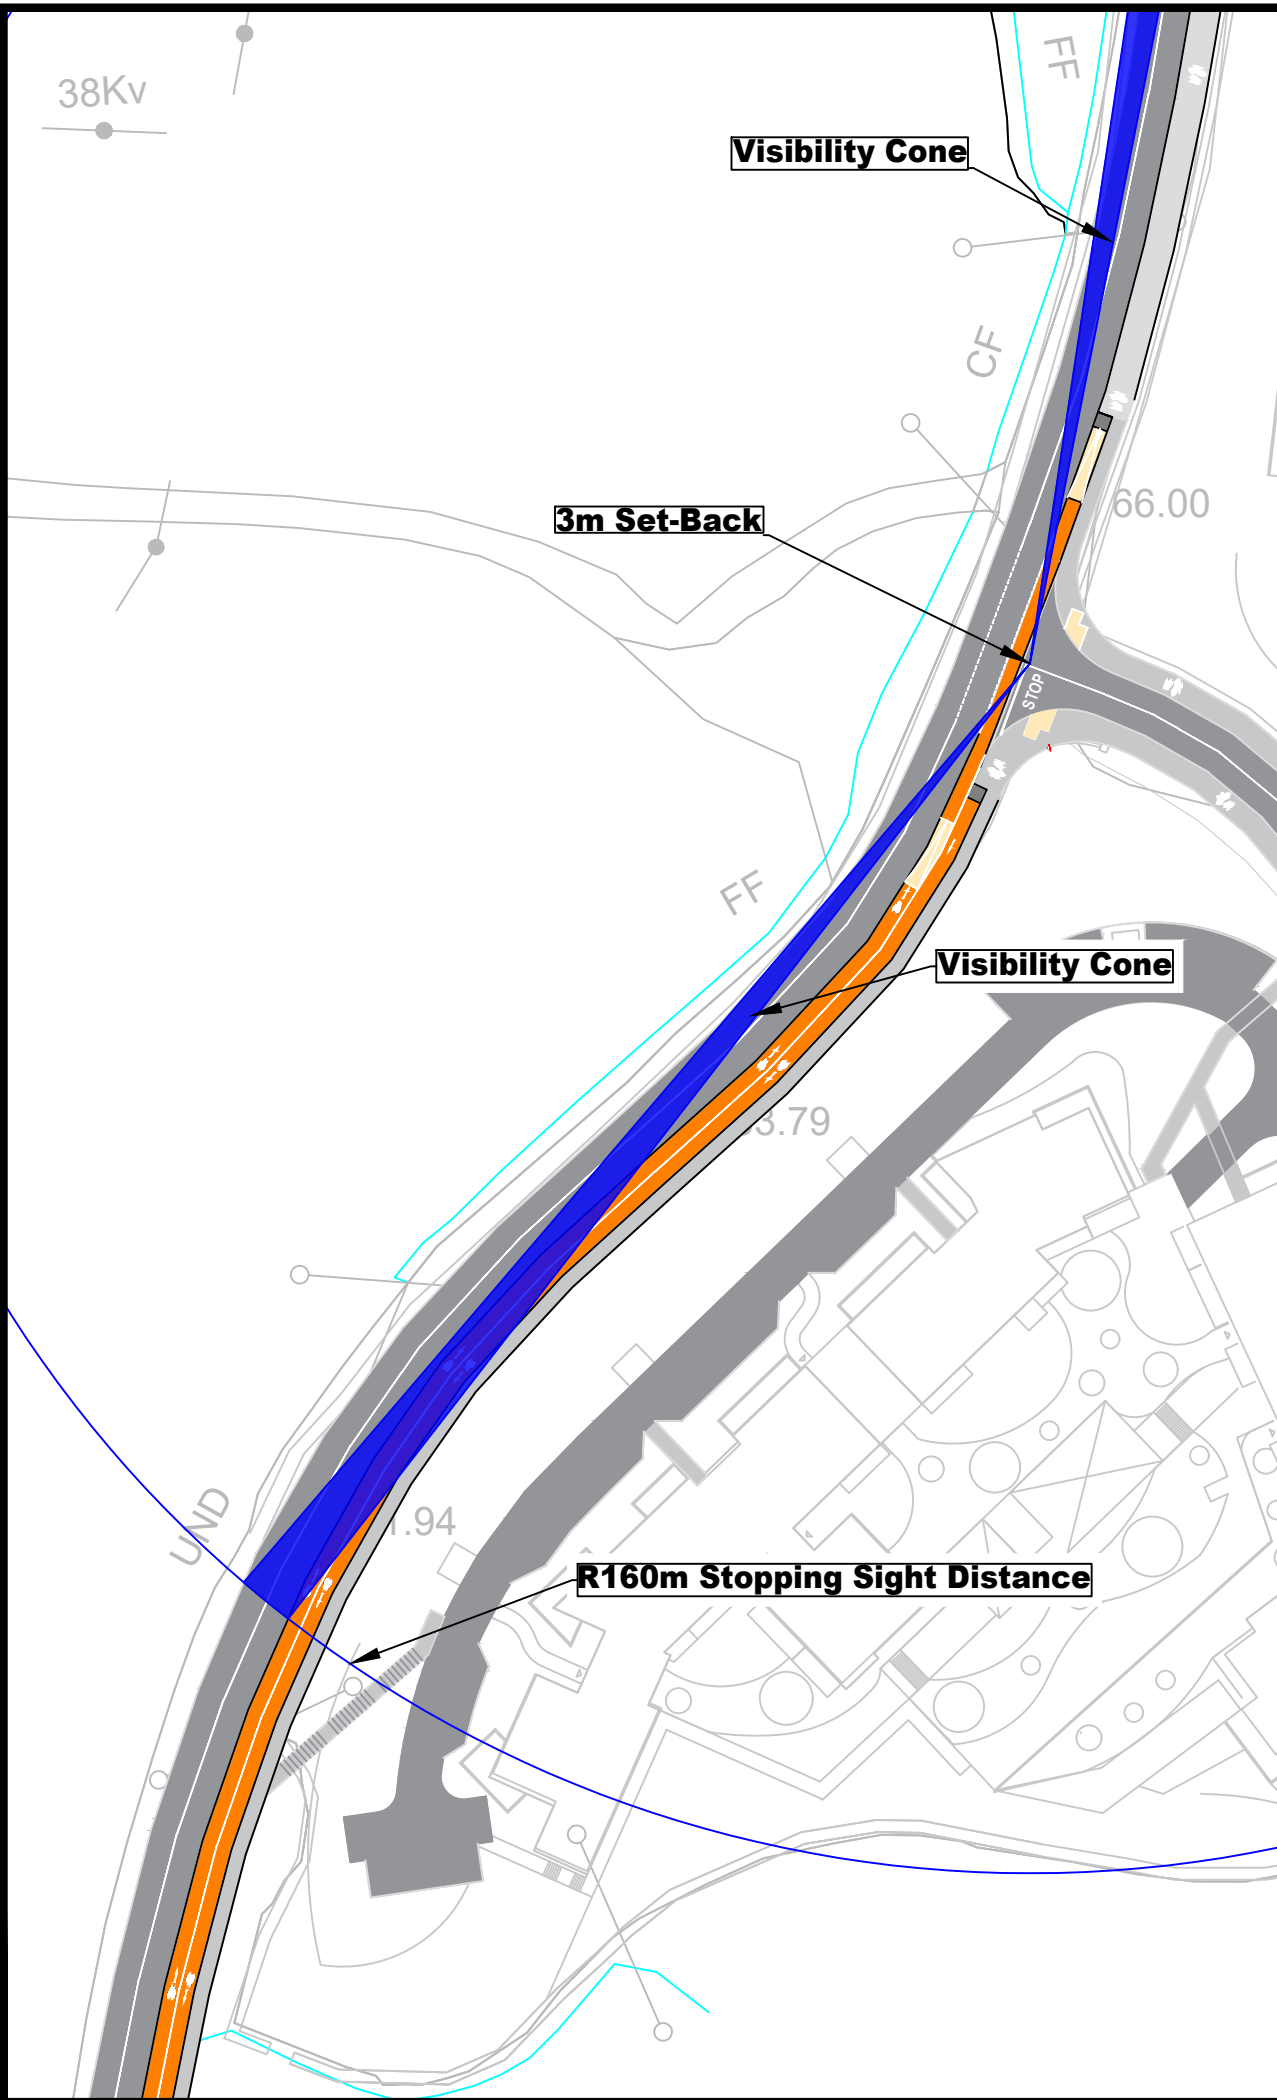 FF
38Kv
Visibility Cone
CF
66.00
3m Set-Back
STOP
FF
Visibility Cone
3.79
1.94
UND
R160m Stopping Sight Distance